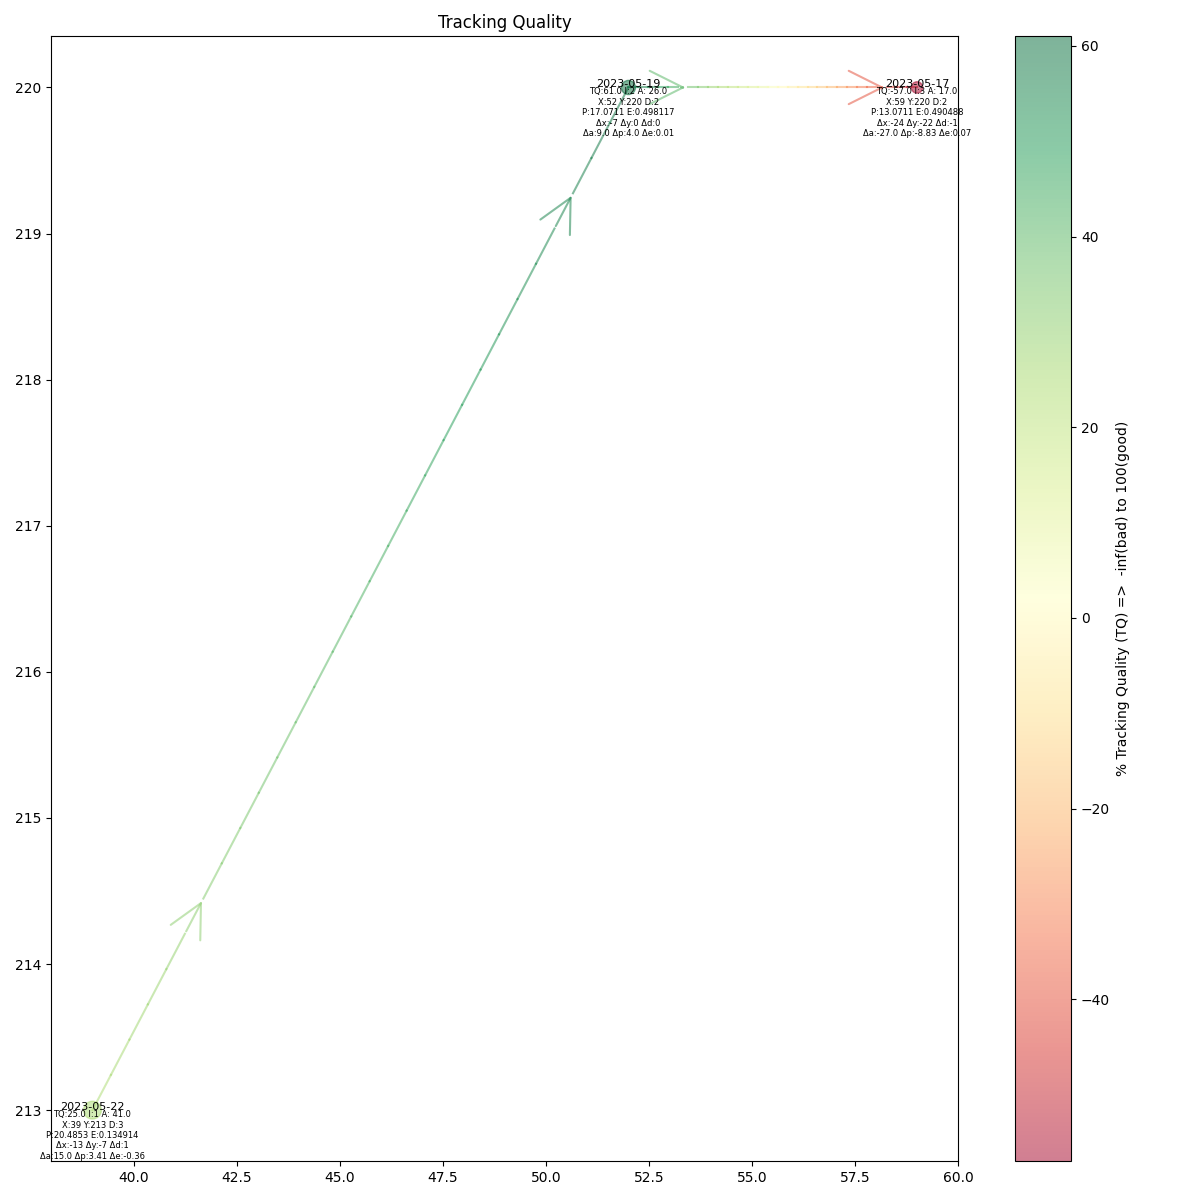 Tracking Quality
2023-05-19
TQ:61.0 I:2 A: 26.0
X:52 Y:220 D:2
P:17.0711 E:0.498117
Δx:-7 Δy:0 Δd:0
Δa:9.0 Δp:4.0 Δe:0.01
2023-05-17
TQ:-57.0 I:3 A: 17.0
X:59 Y:220 D:2
P:13.0711 E:0.490488
Δx:-24 Δy:-22 Δd:-1
Δa:-27.0 Δp:-8.83 Δe:0.07
2023-05-22
TQ:25.0 I:1 A: 41.0
X:39 Y:213 D:3
P:20.4853 E:0.134914
Δx:-13 Δy:-7 Δd:1
Δa:15.0 Δp:3.41 Δe:-0.36
220
219
218
217
216
215
214
213
40.0
42.5
45.0
47.5
50.0
52.5
55.0
57.5
60.0
60
40
20
0
−20
−40
% Tracking Quality (TQ) => -inf(bad) to 100(good)